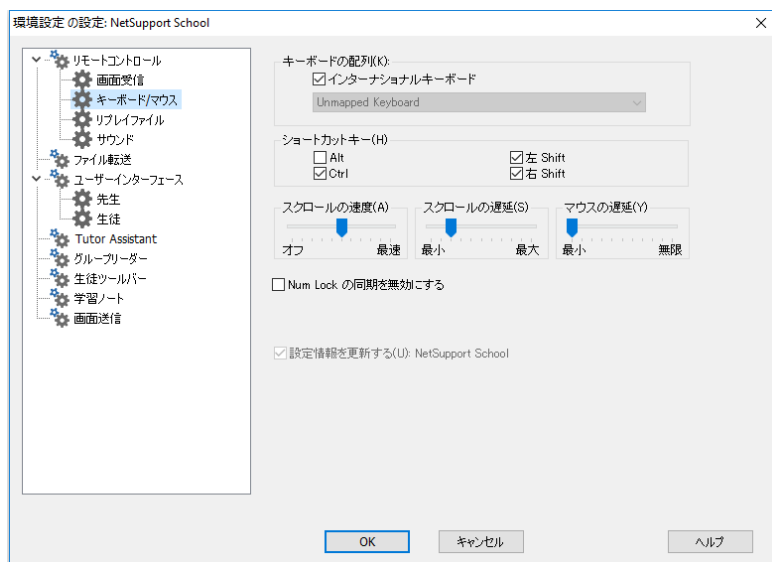 環境設定 の設定: NetSupport School
リモートコントロール
画面受信
キーボード/マウス
リプレイファイル
サウンド
ファイル転送
ユーザーインターフェース
先生
生徒
Tutor Assistant
グループリーダー
生徒ツールバー
学習ノート
画面送信
キーボードの配列(K):
インターナショナルキーボード
Unmapped Keyboard
ショートカットキー(H)
Alt 左 Shift
Ctrl 右 Shift
スクロールの速度(A) スクロールの遅延(S) マウスの遅延(Y)
オフ 最速 最小 最大 最小 無限
Num Lock の同期を無効にする
設定情報を更新する(U): NetSupport School
OK キャンセル ヘルプ